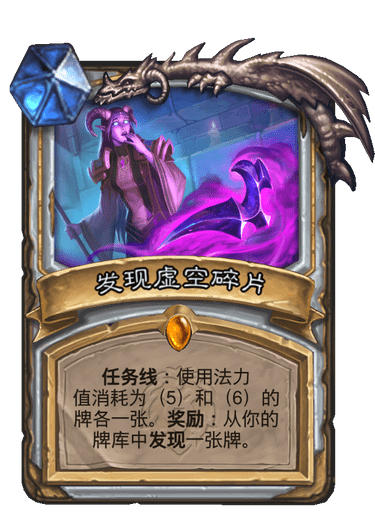 发现虚空碎片
任务线：使用法力
值消耗为（5）和（6）的
牌各一张。奖励：从你的
牌库中发现一张牌。